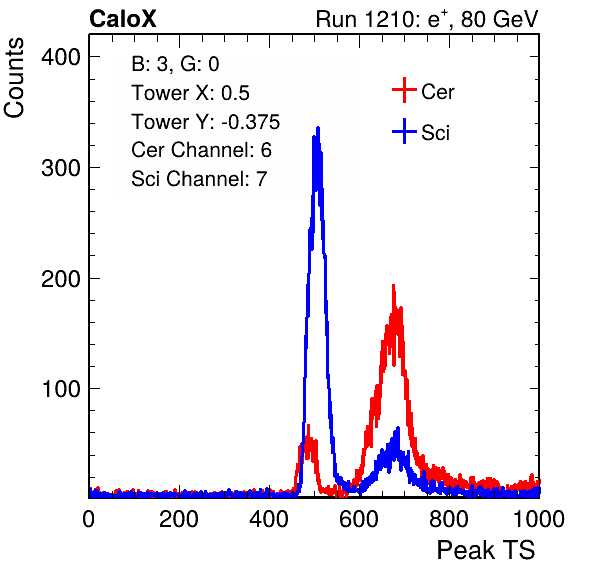 CaloX Run 1210: e⁺, 80 GeV
Counts
400
300
200
100
B: 3, G: 0
Tower X: 0.5
Tower Y: -0.375
Cer Channel: 6
Sci Channel: 7
Cer
Sci
0 200 400 600 800 1000
Peak TS